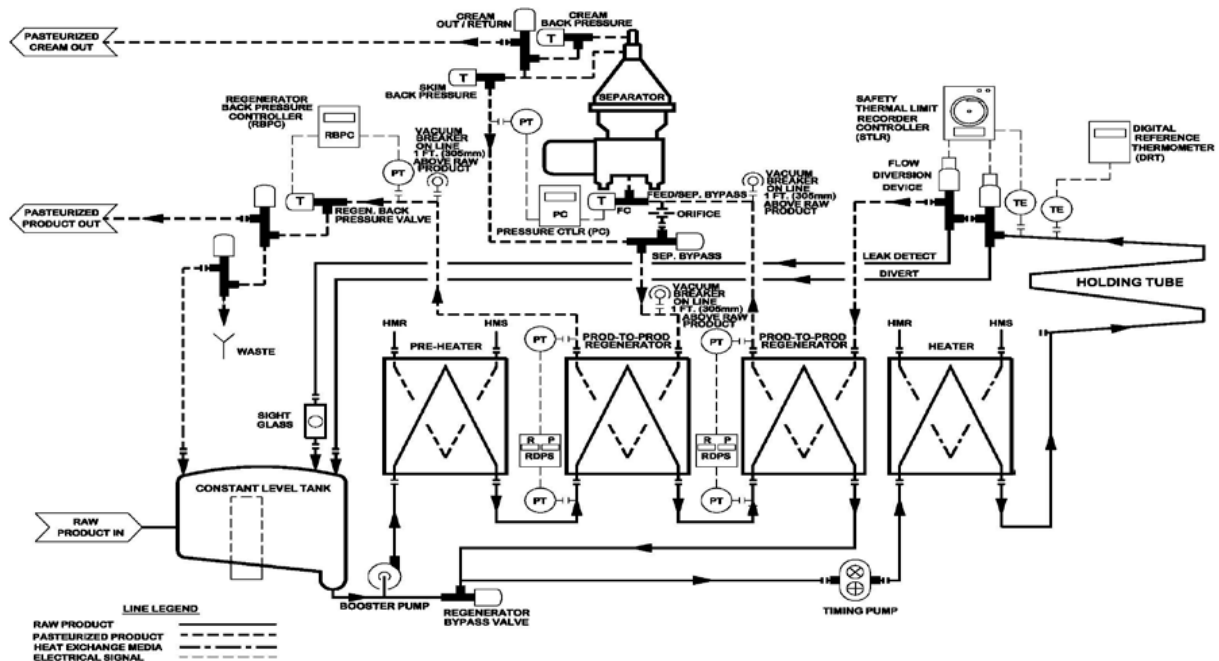 CREAM
OUT / RETURN
CREAM
BACK PRESSURE
PASTEURIZED
CREAM OUT
T
T
SKIM
BACK PRESSURE
SEPARATOR
REGENERATOR
BACK PRESSURE
CONTROLLER
(RBPC)
RBPC
PT
VACUUM
BREAKER
ON LINE
1 FT. (305mm)
ABOVE RAW
PRODUCT
PT
SAFETY
THERMAL LIMIT
RECORDER
CONTROLLER
(STLR)
DIGITAL
REFERENCE
THERMOMETER
(DRT)
FLOW
DIVERSION
DEVICE
TE
TE
T
REGEN. BACK
PRESSURE VALVE
PASTEURIZED
PRODUCT OUT
PC
PRESSURE CTLR (PC)
T
FC
FEED/SEP. BYPASS
ORIFICE
VACUUM
BREAKER
ON LINE
1 FT. (305mm)
ABOVE RAW
PRODUCT
SEP. BYPASS
LEAK DETECT
DIVERT
HOLDING TUBE
VACUUM
BREAKER
ON LINE
1 FT. (305mm)
ABOVE RAW
PRODUCT
WASTE
HMR
HMS
PRE-HEATER
PT
PROD-TO-PROD
REGENERATOR
PT
PROD-TO-PROD
REGENERATOR
HMR
HMS
HEATER
SIGHT
GLASS
R P
RDPS
R P
RDPS
PT
PT
CONSTANT LEVEL TANK
RAW
PRODUCT IN
BOOSTER PUMP
REGENERATOR
BYPASS VALVE
TIMING PUMP
LINE LEGEND
RAW PRODUCT
PASTEURIZED PRODUCT
HEAT EXCHANGE MEDIA
ELECTRICAL SIGNAL